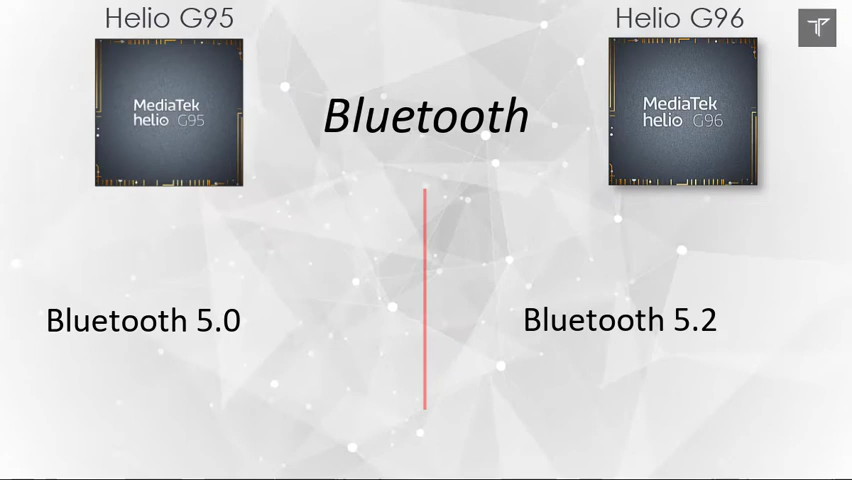 Helio G95
Helio G96
MediaTek
helio G95
Bluetooth
MediaTek
helio G96
Bluetooth 5.0
Bluetooth 5.2